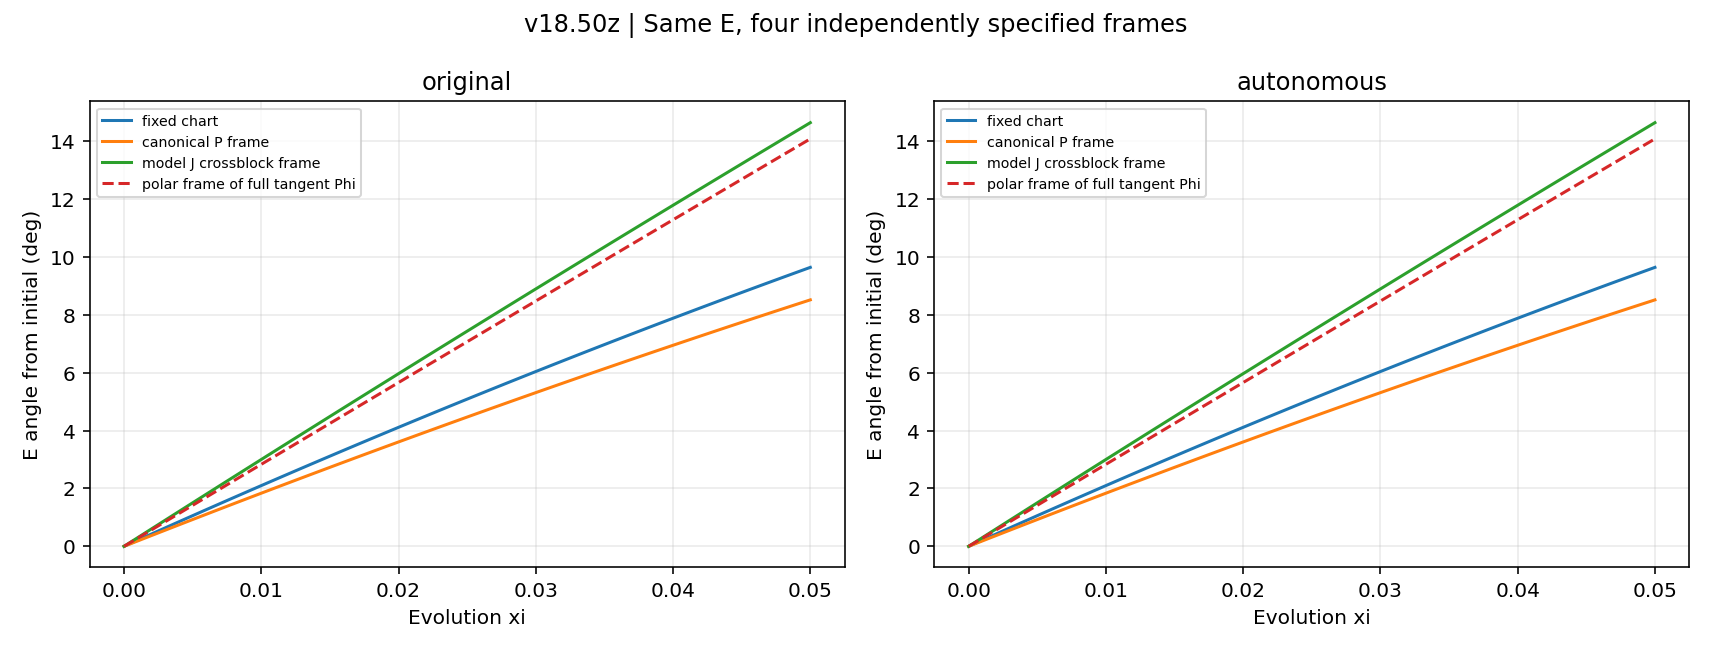 v18.50z | Same E, four independently specified frames
original
fixed chart
canonical P frame
model J crossblock frame
polar frame of full tangent Phi
E angle from initial (deg)
14
12
10
8
6
4
2
0
0.00 0.01 0.02 0.03 0.04 0.05
Evolution xi
autonomous
fixed chart
canonical P frame
model J crossblock frame
polar frame of full tangent Phi
E angle from initial (deg)
14
12
10
8
6
4
2
0
0.00 0.01 0.02 0.03 0.04 0.05
Evolution xi